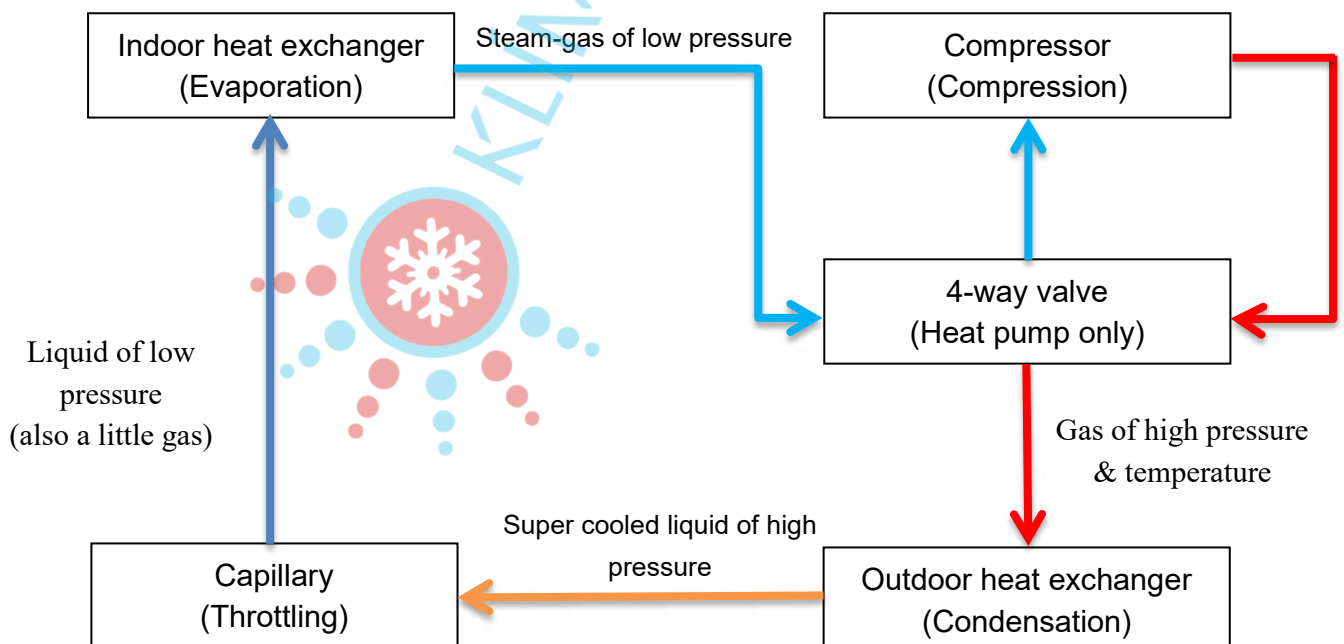 Indoor heat exchanger
(Evaporation)
Steam-gas of low pressure
Compressor
(Compression)
4-way valve
(Heat pump only)
Liquid of low
pressure
(also a little gas)
Gas of high pressure
& temperature
Super cooled liquid of high
pressure
Capillary
(Throttling)
Outdoor heat exchanger
(Condensation)